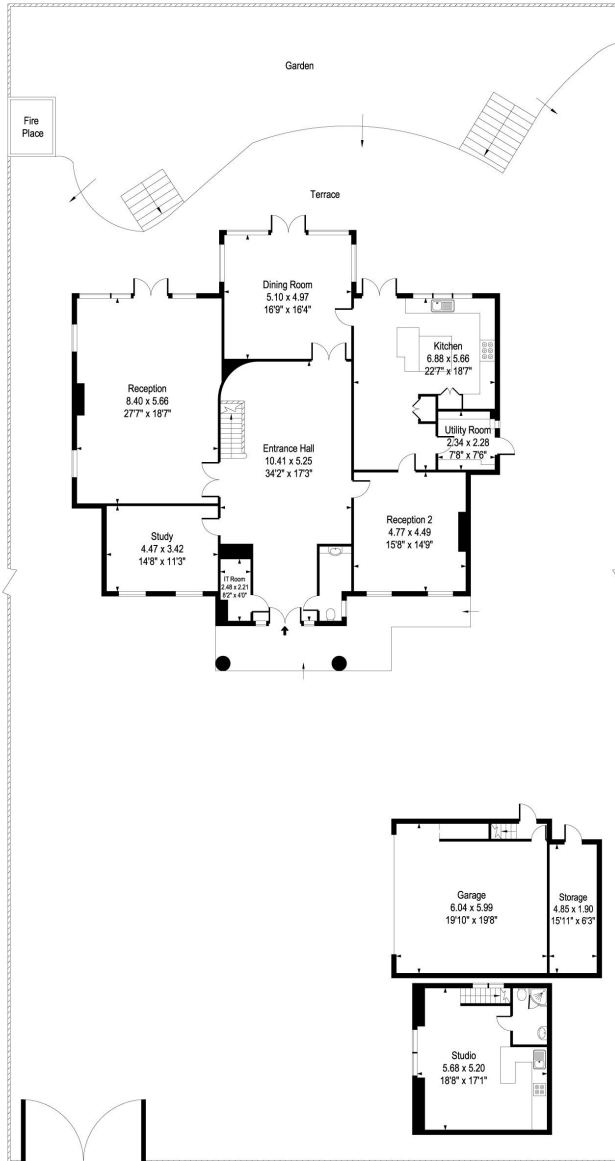 Garden
Fire
Place
Terrace
Dining Room
5.10 x 4.97
16'9" x 16'4"
Kitchen
6.88 x 5.66
22'7" x 18'7"
Reception
8.40 x 5.66
27'7" x 18'7"
Utility Room
2.34 x 2.28
7'8" x 7'6"
Entrance Hall
10.41 x 5.25
34'2" x 17'3"
Reception 2
4.77 x 4.49
15'8" x 14'9"
Study
4.47 x 3.42
14'8" x 11'3"
IT Room
2.48 x 2.21
8'2" x 4'0"
Garage
6.04 x 5.99
19'10" x 19'8"
Storage
4.85 x 1.90
15'11" x 6'3"
Studio
5.68 x 5.20
18'8" x 17'1"